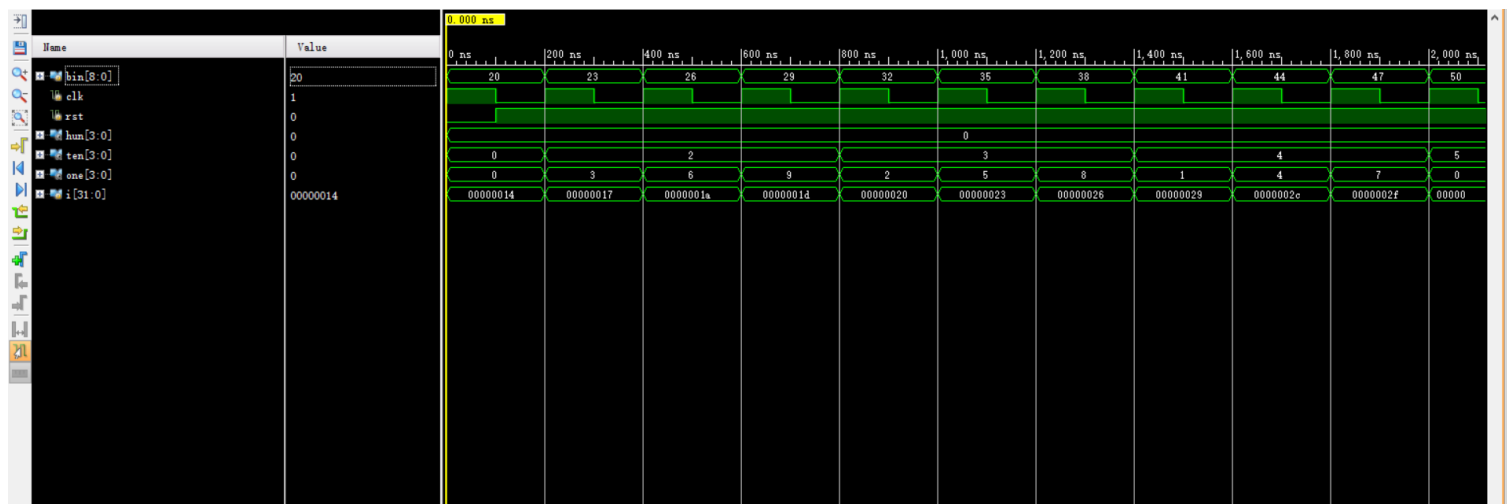 0.000 ns
Name Value
0 ns 200 ns 400 ns 600 ns 800 ns 1,000 ns 1,200 ns 1,400 ns 1,600 ns 1,800 ns 2,000 ns
bin[8:0] 20 20 23 26 29 32 35 38 41 44 47 50
clk 1
rst 0
hun[3:0] 0 0
ten[3:0] 0 0 2 3 4 5
one[3:0] 0 0 3 6 9 2 5 8 1 4 7 0
i[31:0] 00000014 00000014 00000017 0000001a 0000001d 00000020 00000023 00000026 00000029 0000002c 0000002f 00000